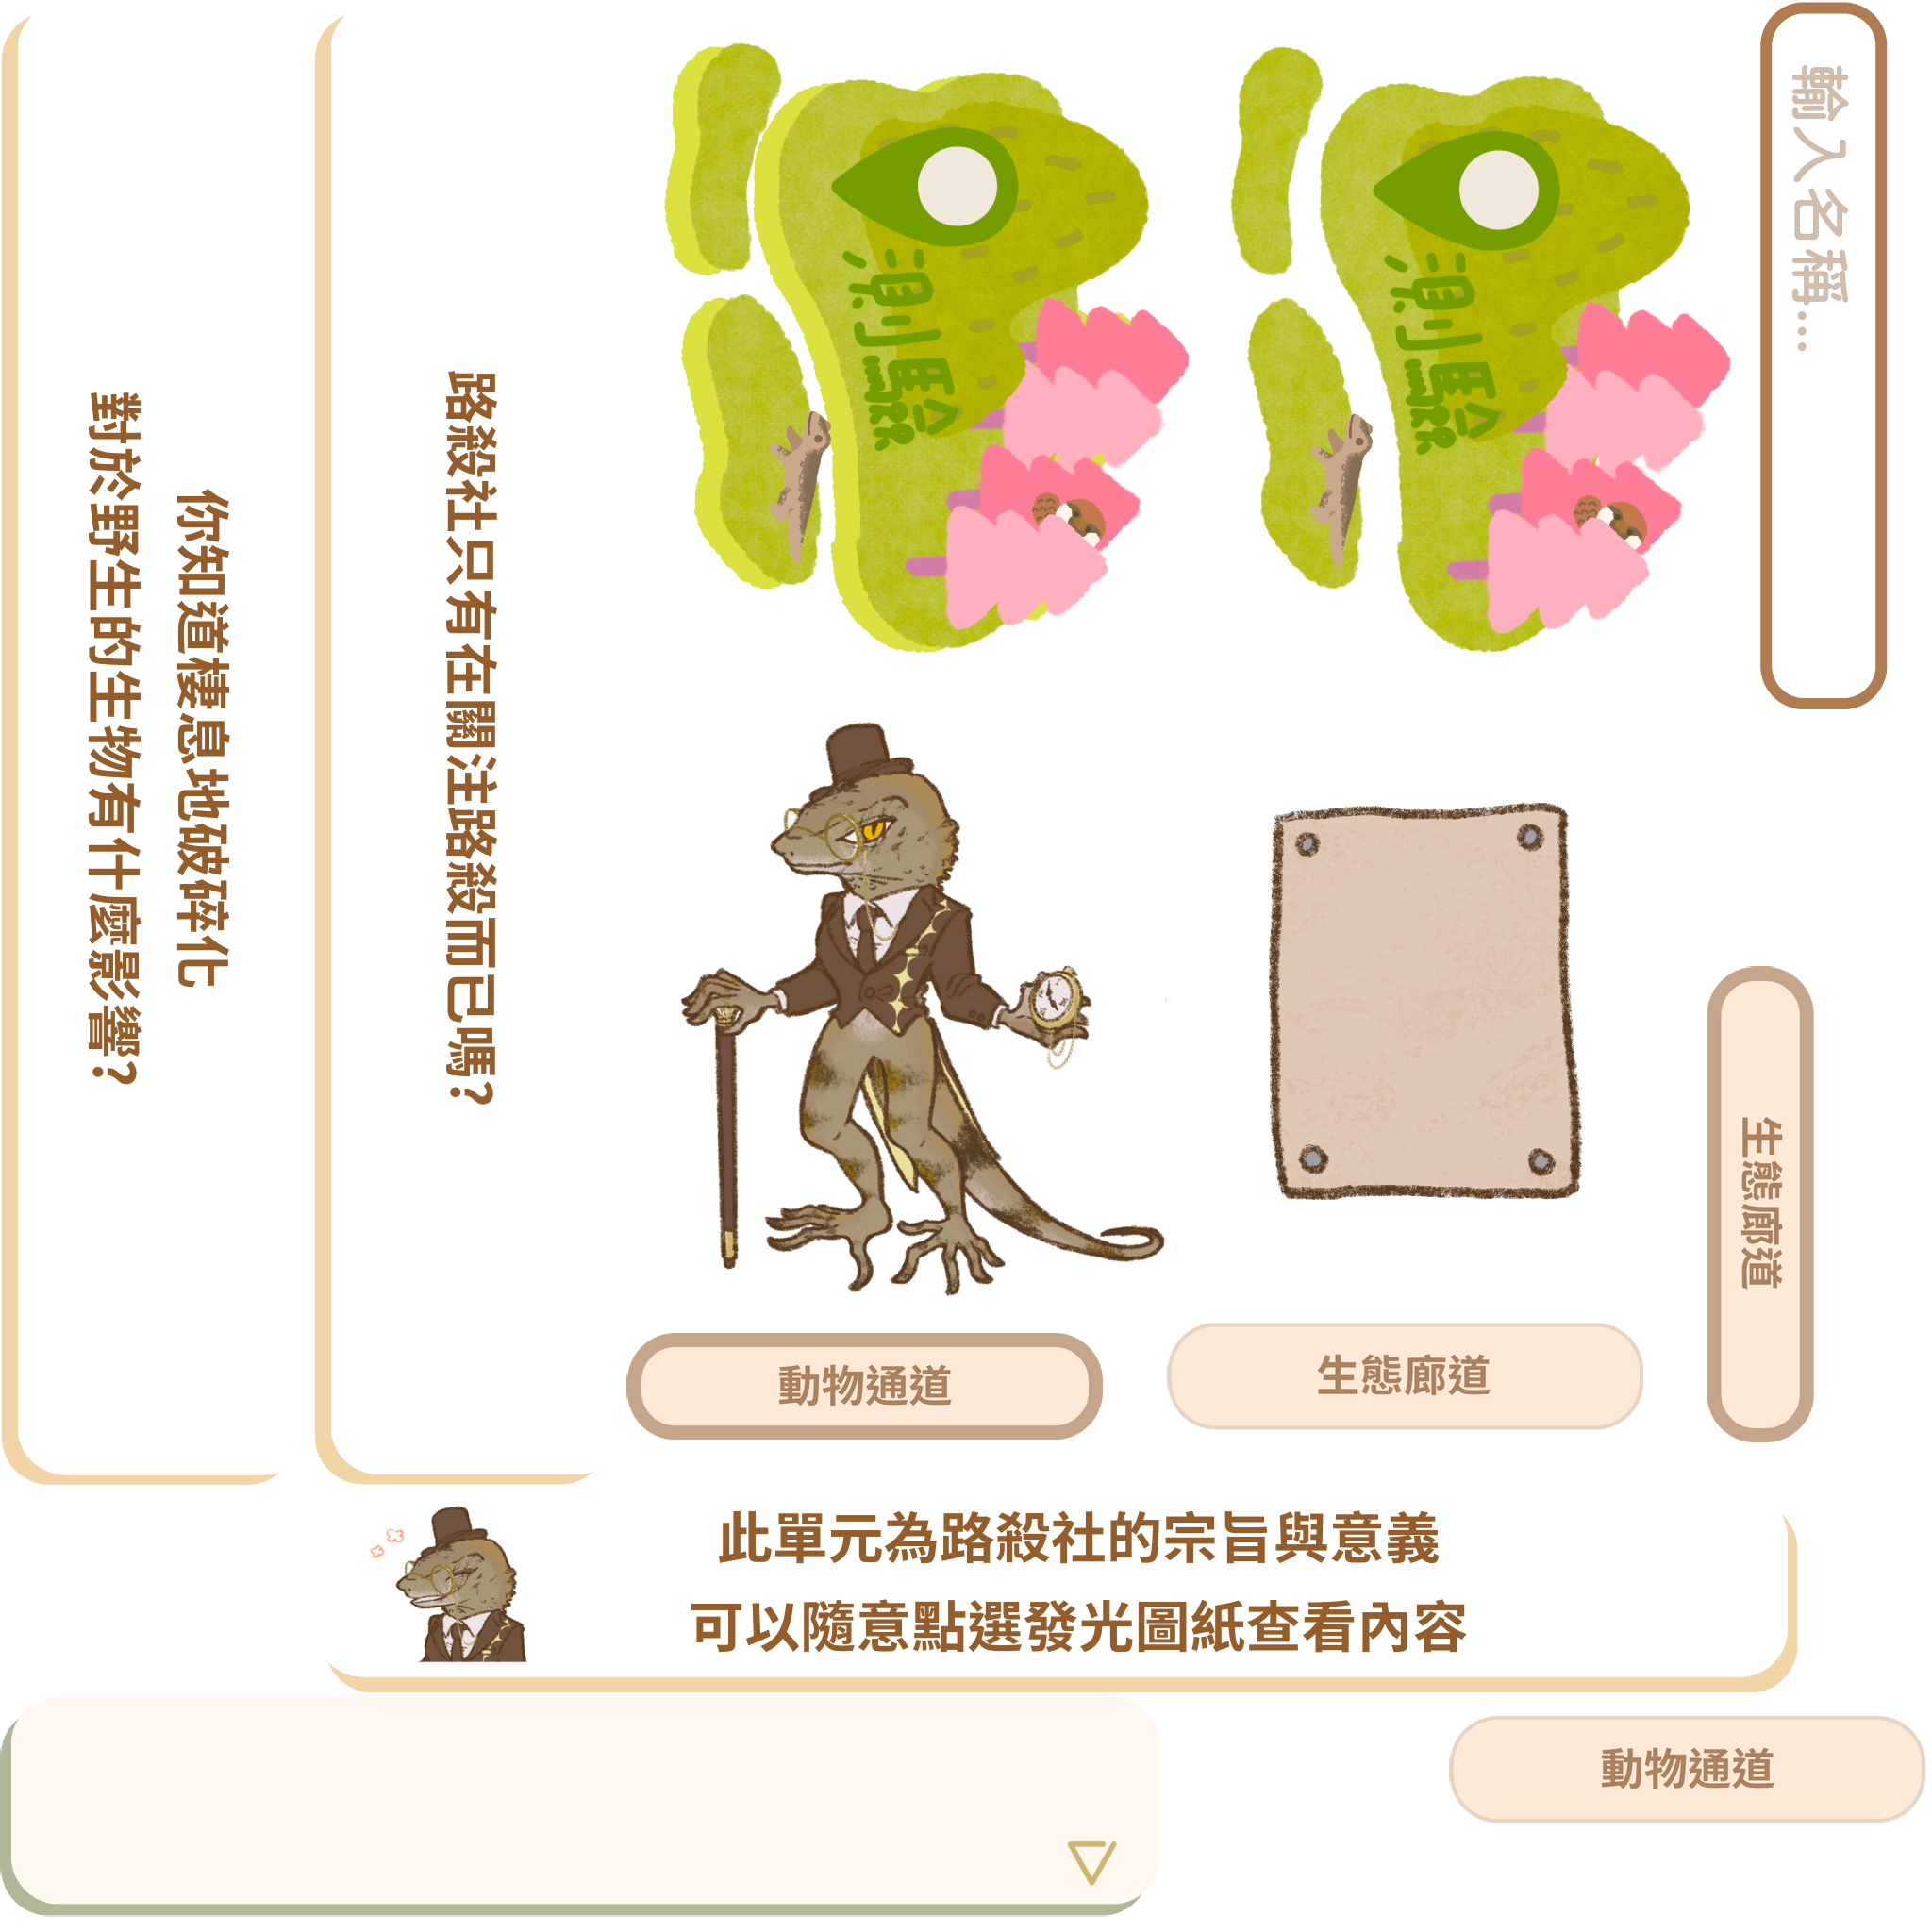 輸入名稱...
測驗
測驗
你知道棲息地破碎化
對於野生的生物有什麼影響?
路殺社只有在關注路殺而已嗎?
生態廊道
動物通道
生態廊道
此單元為路殺社的宗旨與意義
可以隨意點選發光圖紙查看內容
動物通道